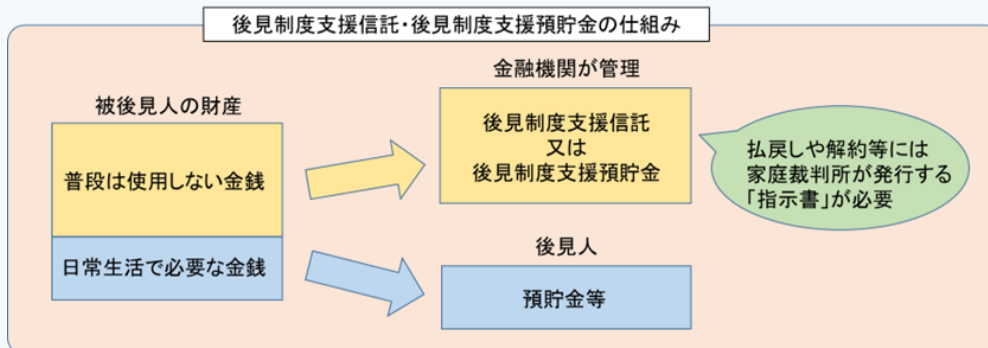 後見制度支援信託・後見制度支援預貯金の仕組み
被後見人の財産
普段は使用しない金銭
日常生活で必要な金銭
金融機関が管理
後見制度支援信託
又は
後見制度支援預貯金
払戻しや解約等には
家庭裁判所が発行する
「指示書」が必要
後見人
預貯金等